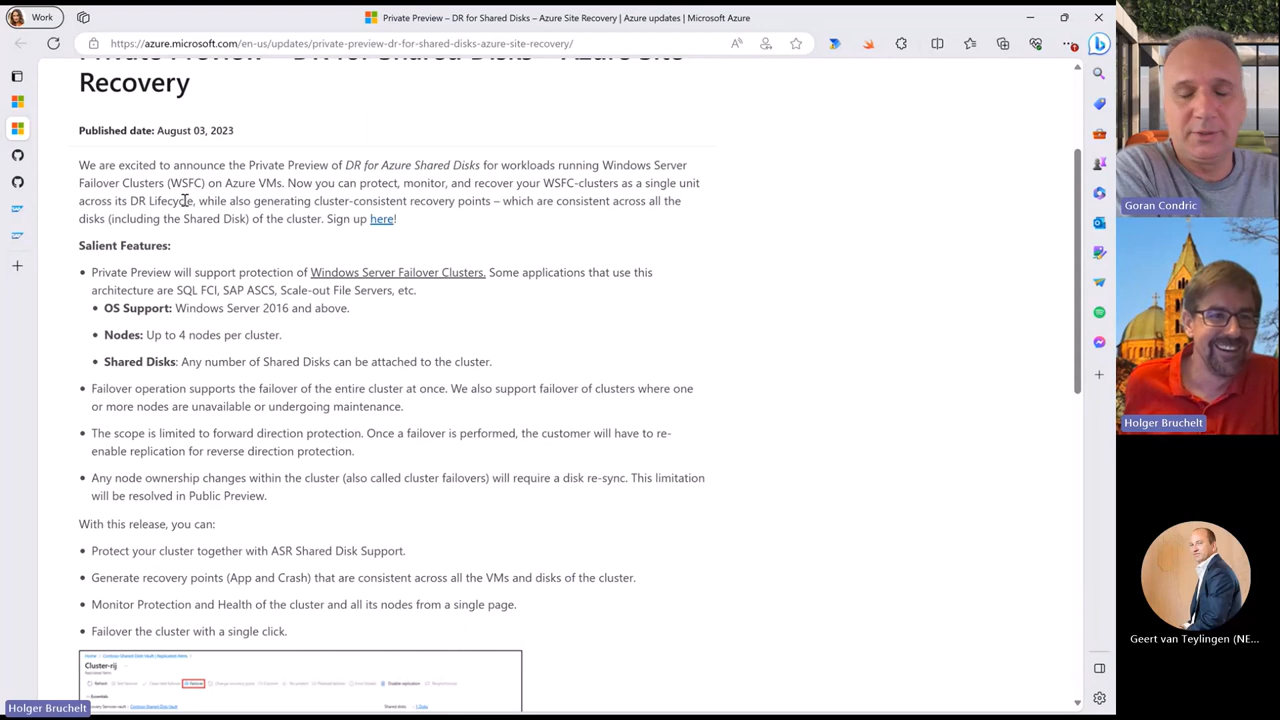 Work
Private Preview – DR for Shared Disks – Azure Site Recovery | Azure updates | Microsoft Azure
https://azure.microsoft.com/en-us/updates/private-preview-dr-for-shared-disks-azure-site-recovery/
Private Preview – DR for Shared Disks – Azure Site
Recovery
Published date: August 03, 2023
We are excited to announce the Private Preview of DR for Azure Shared Disks for workloads running Windows Server
Failover Clusters (WSFC) on Azure VMs. Now you can protect, monitor, and recover your WSFC-clusters as a single unit
across its DR Lifecycle, while also generating cluster-consistent recovery points – which are consistent across all the
disks (including the Shared Disk) of the cluster. Sign up here!
Salient Features:
• Private Preview will support protection of Windows Server Failover Clusters. Some applications that use this
architecture are SQL FCI, SAP ASCS, Scale-out File Servers, etc.
• OS Support: Windows Server 2016 and above.
• Nodes: Up to 4 nodes per cluster.
• Shared Disks: Any number of Shared Disks can be attached to the cluster.
• Failover operation supports the failover of the entire cluster at once. We also support failover of clusters where one
or more nodes are unavailable or undergoing maintenance.
• The scope is limited to forward direction protection. Once a failover is performed, the customer will have to re-
enable replication for reverse direction protection.
• Any node ownership changes within the cluster (also called cluster failovers) will require a disk re-sync. This limitation
will be resolved in Public Preview.
With this release, you can:
• Protect your cluster together with ASR Shared Disk Support.
• Generate recovery points (App and Crash) that are consistent across all the VMs and disks of the cluster.
• Monitor Protection and Health of the cluster and all its nodes from a single page.
• Failover the cluster with a single click.
Cluster-rij
Goran Condric
Holger Bruchelt
Geert van Teylingen (NE...
Holger Bruchelt